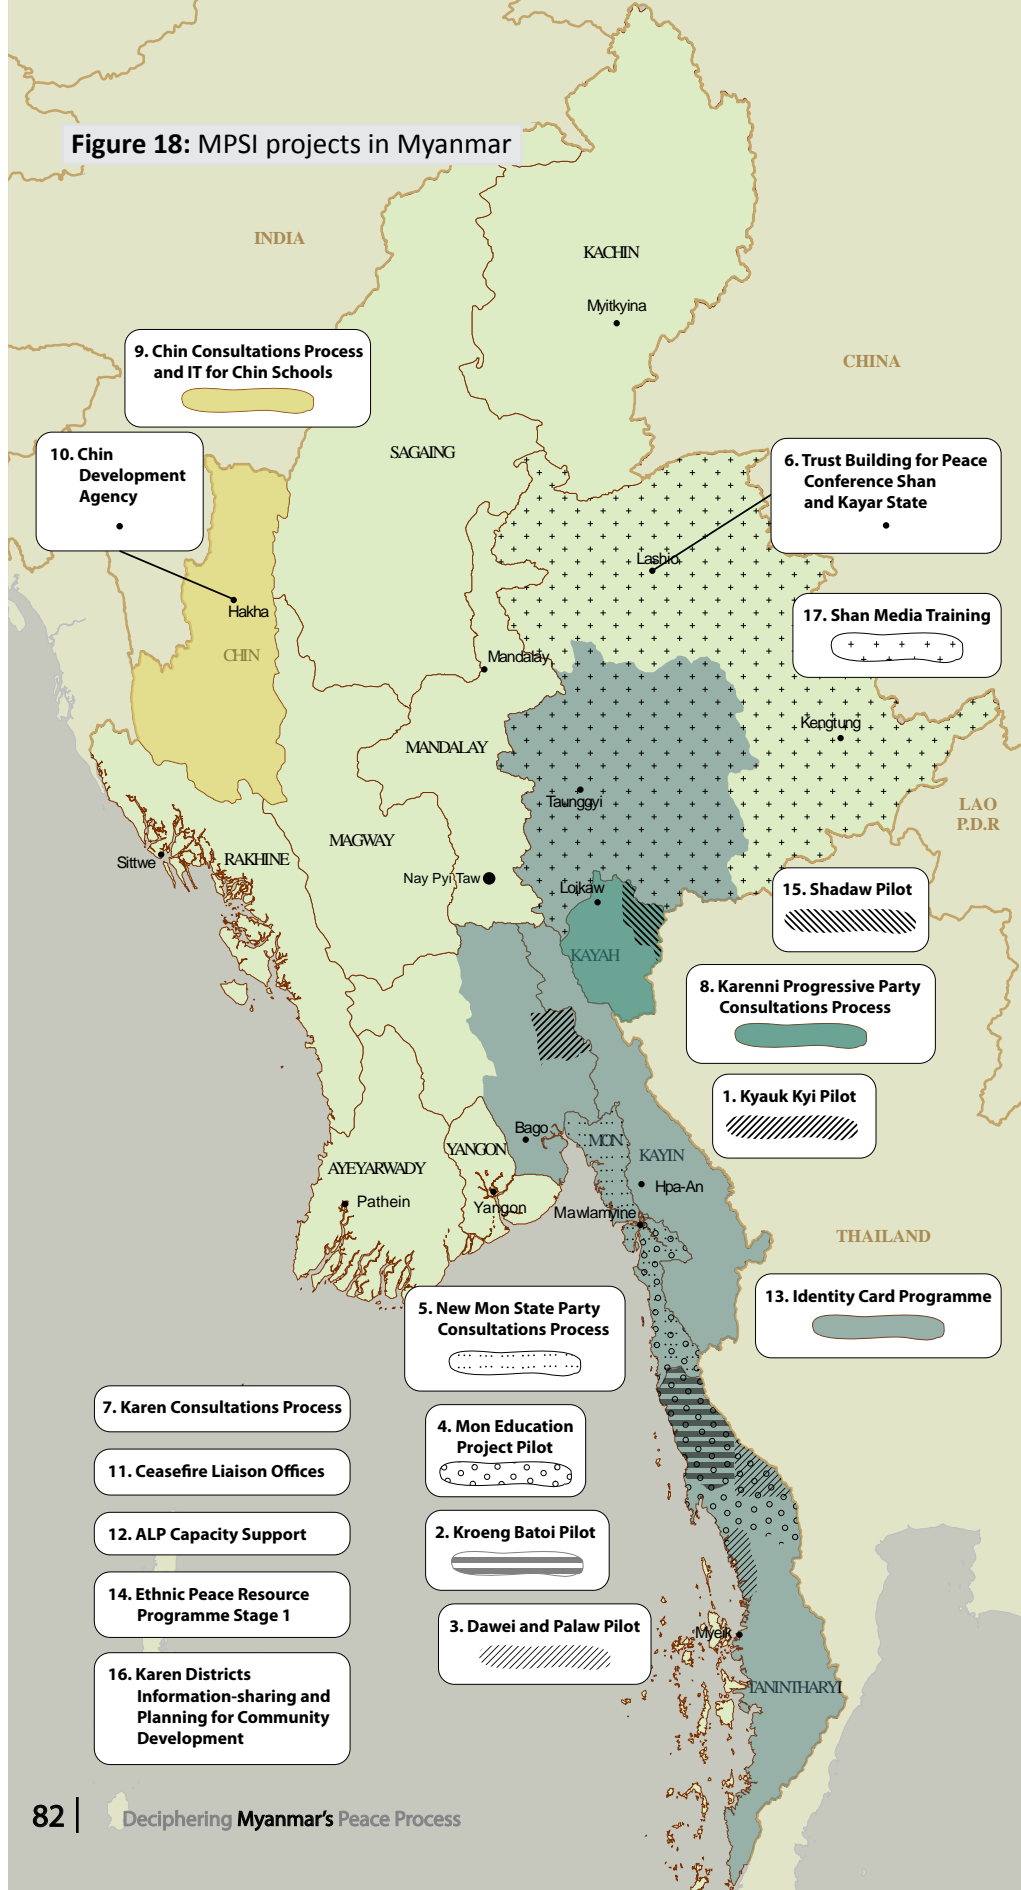 Figure 18: MPSI projects in Myanmar
INDIA
KACHIN
Myitkyina
9. Chin Consultations Process
and IT for Chin Schools
CHINA
10. Chin
Development
Agency
SAGAING
6. Trust Building for Peace
Conference Shan
and Kayar State
Lashio
Hakha
17. Shan Media Training
CHIN
Mandalay
Kengtung
MANDALAY
Taunggyi
LAO
P.D.R
MAGWAY
RAKHINE
Sittwe
Nay Pyi Taw
Loikaw
15. Shadaw Pilot
KAYAH
8. Karenni Progressive Party
Consultations Process
1. Kyauk Kyi Pilot
Bago
MON
YANGON
KAYIN
AYEYARWADY
Hpa-An
Pathein
Yangon
Mawlamyine
THAILAND
13. Identity Card Programme
5. New Mon State Party
Consultations Process
7. Karen Consultations Process
4. Mon Education
Project Pilot
11. Ceasefire Liaison Offices
12. ALP Capacity Support
2. Kroeng Batoi Pilot
14. Ethnic Peace Resource
Programme Stage 1
3. Dawei and Palaw Pilot
Myeik
16. Karen Districts
Information-sharing and
Planning for Community
Development
TANINTHARYI
82 | Deciphering Myanmar's Peace Process